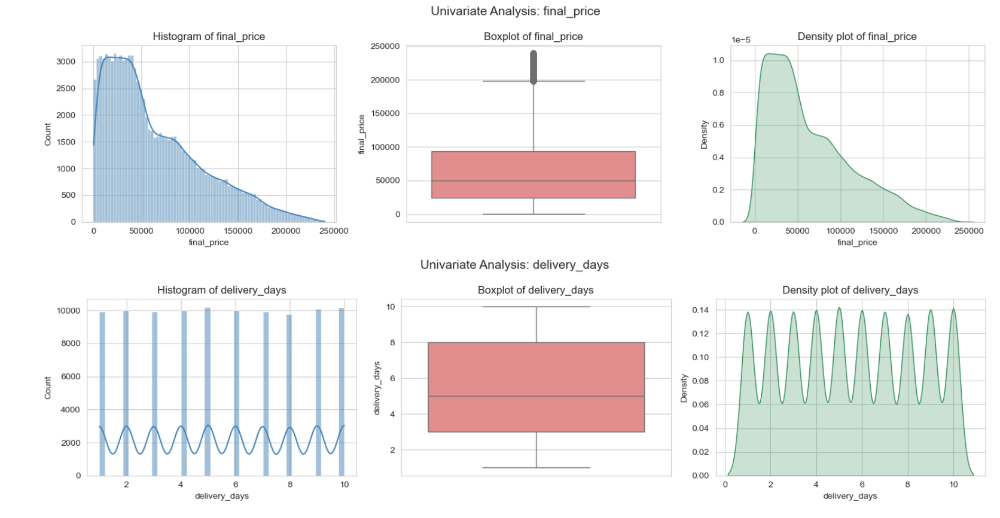 Univariate Analysis: final_price
Histogram of final_price
Count
3000
2500
2000
1500
1000
500
0
0 50000 100000 150000 200000 250000
final_price
Boxplot of final_price
final_price
250000
200000
150000
100000
50000
0
Density plot of final_price
1e−5
Density
1.0
0.8
0.6
0.4
0.2
0.0
0 50000 100000 150000 200000 250000
final_price
Univariate Analysis: delivery_days
Histogram of delivery_days
Count
10000
8000
6000
4000
2000
0
2 4 6 8 10
delivery_days
Boxplot of delivery_days
delivery_days
10
8
6
4
2
Density plot of delivery_days
Density
0.14
0.12
0.10
0.08
0.06
0.04
0.02
0.00
0 2 4 6 8 10
delivery_days